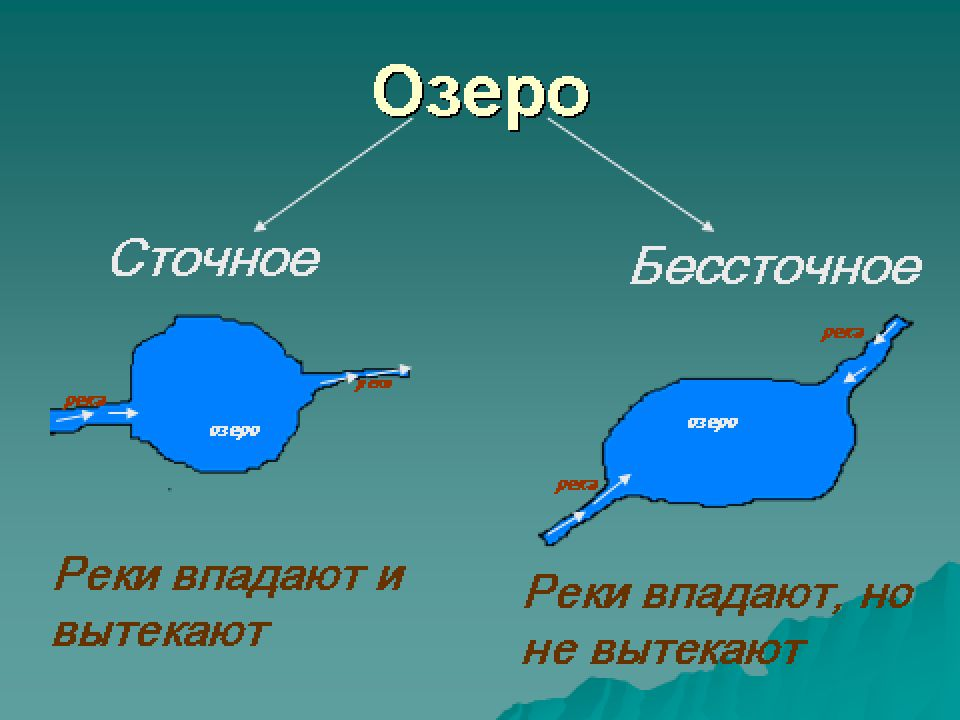 Озеро
Сточное
Бессточное
река
река
озеро
река
озеро
река
Реки впадают и
вытекают
Реки впадают, но
не вытекают